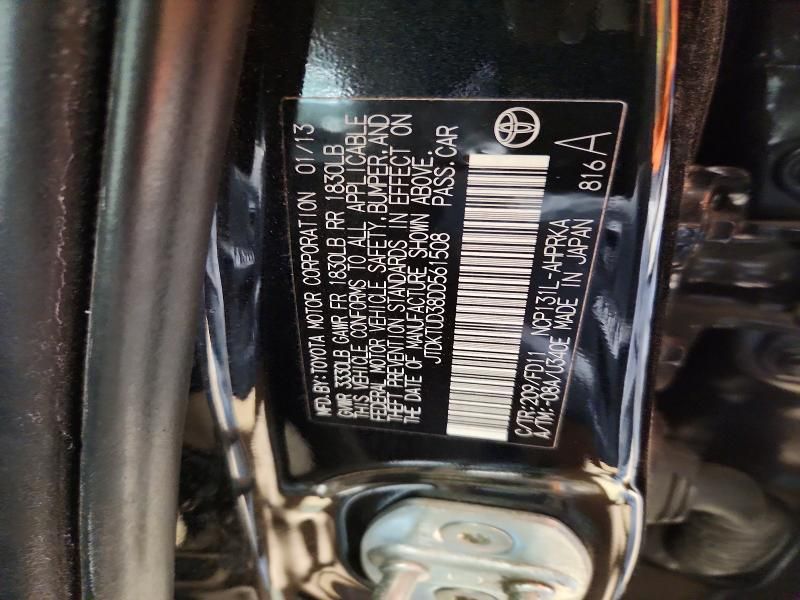 MFD.BY:TOYOTA MOTOR CORPORATION 01/13
GVWR 3330LB GAWR FR 1830LB RR 1830LB
THIS VEHICLE CONFORMS TO ALL APPLICABLE
FEDERAL MOTOR VEHICLE SAFETY, BUMPER, AND
THEFT PREVENTION STANDARDS IN EFFECT ON
THE DATE OF MANUFACTURE SHOWN ABOVE.
JTDKTUD38DD561508 PASS.CAR
C/TR:209/FD11 NCP131L-AHPRKA
A/TM:-08A/U340E MADE IN JAPAN 816A